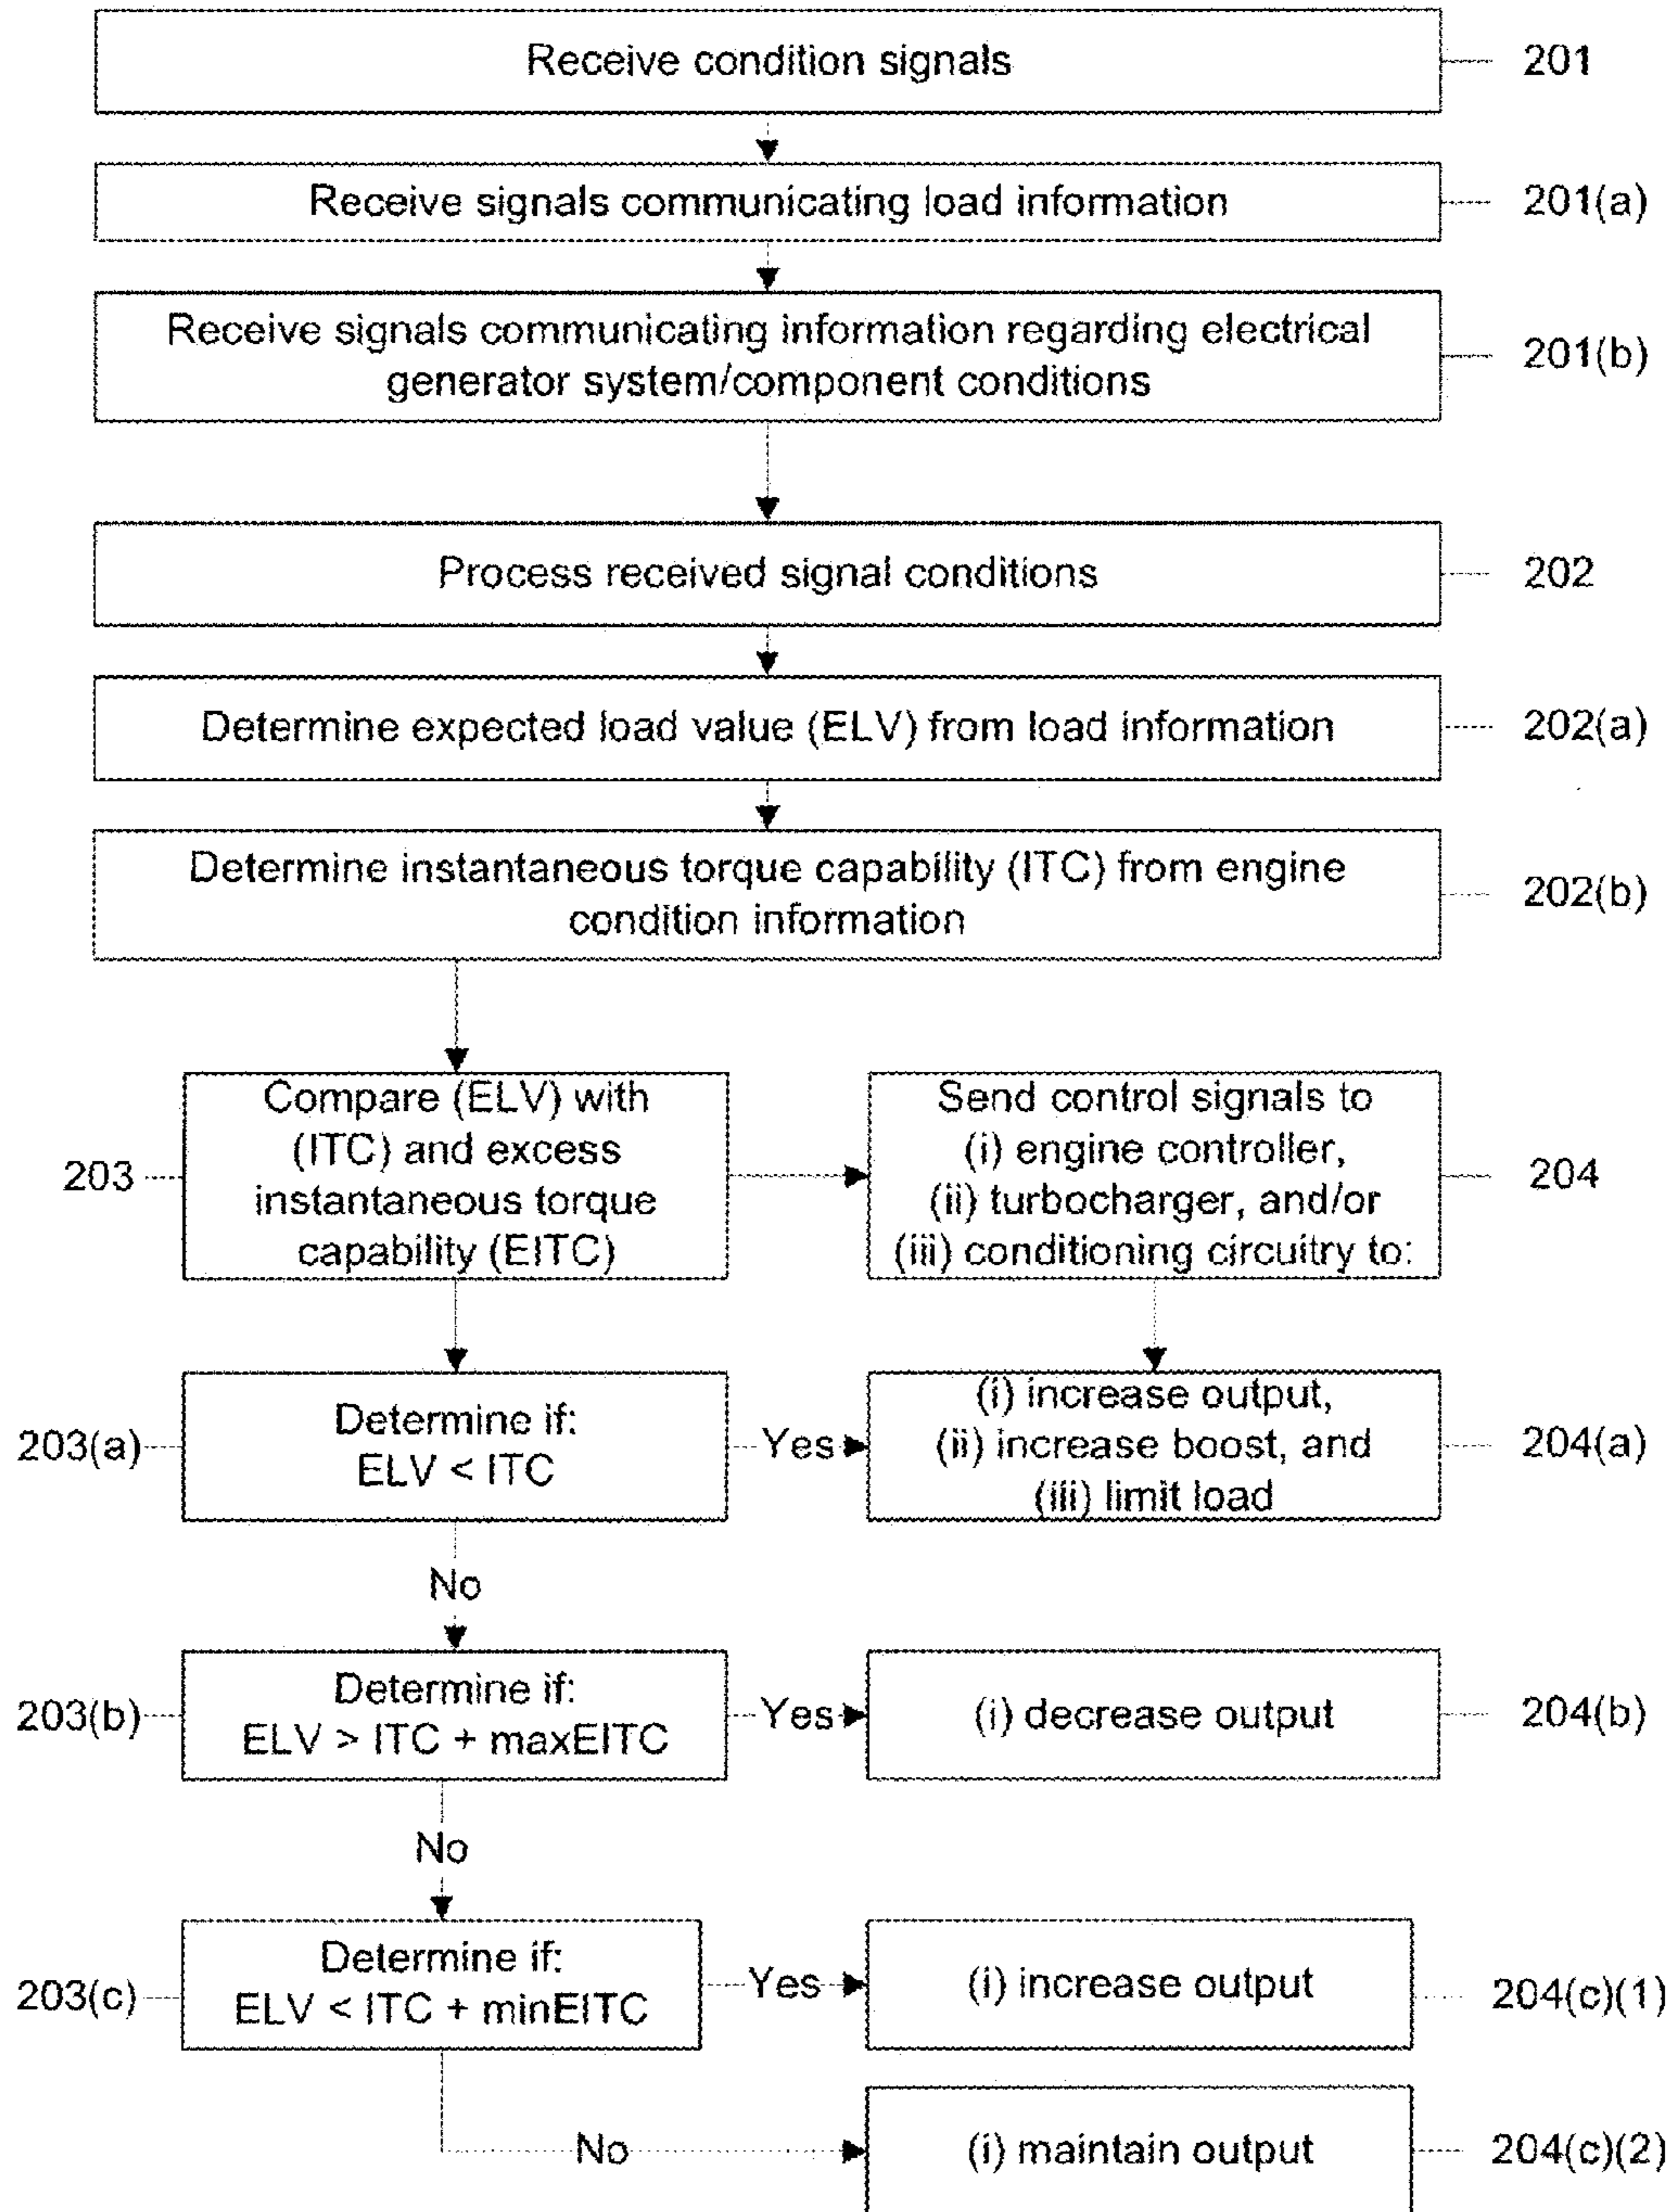 Receive condition signals
201
Receive signals communicating load information
201(a)
Receive signals communicating information regarding electrical
generator system/component conditions
201(b)
Process received signal conditions
202
Determine expected load value (ELV) from load information
202(a)
Determine instantaneous torque capability (ITC) from engine
condition information
202(b)
203
Compare (ELV) with
(ITC) and excess
instantaneous torque
capability (EITC)
Send control signals to
(i) engine controller,
(ii) turbocharger, and/or
(iii) conditioning circuitry to:
204
203(a)
Determine if:
ELV < ITC
Yes
(i) increase output,
(ii) increase boost, and
(iii) limit load
204(a)
No
203(b)
Determine if:
ELV > ITC + maxEITC
Yes
(i) decrease output
204(b)
No
203(c)
Determine if:
ELV < ITC + minEITC
Yes
(i) increase output
204(c)(1)
No
(i) maintain output
204(c)(2)